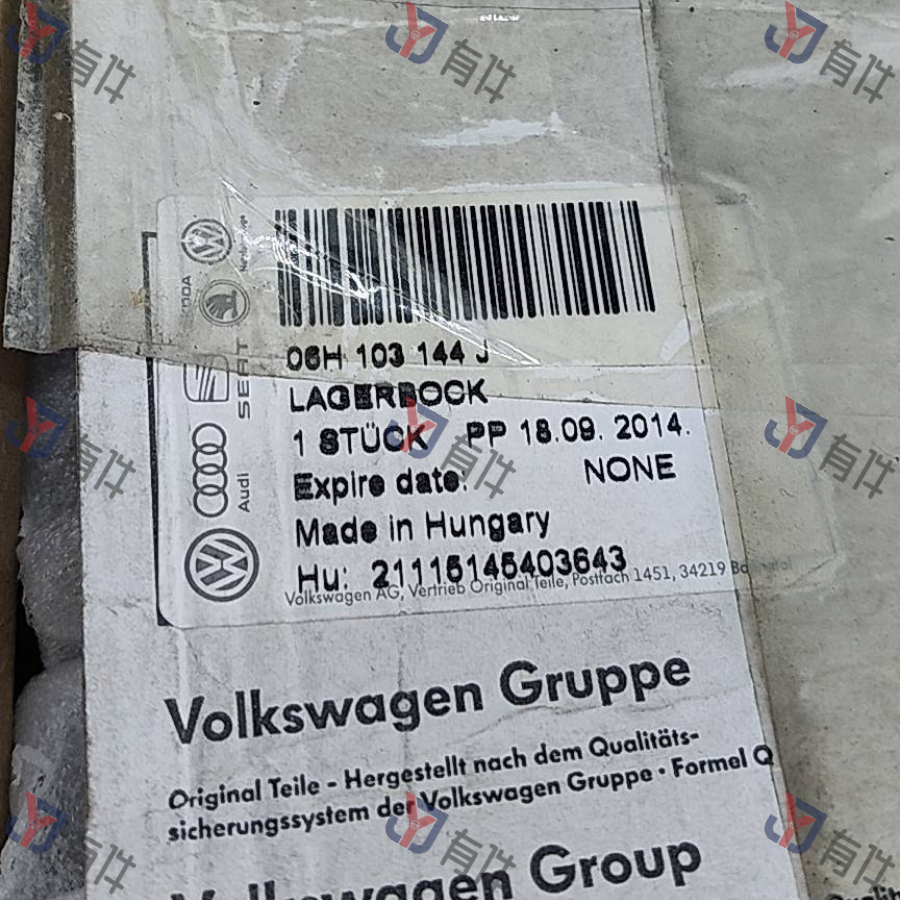 06H 103 144 J
LAGERBOCK
1 STÜCK PP 18.09. 2014.
Expire date: NONE
Made in Hungary
Hu: 21115145403643
Volkswagen AG, Vertrieb Original Teile, Postfach 1451, 34219
SEAT
Audi
Volkswagen Gruppe
Original Teile - Hergestellt nach dem Qualitäts-
sicherungssystem der Volkswagen Gruppe · Formel Q
Volkswagen Group
有件